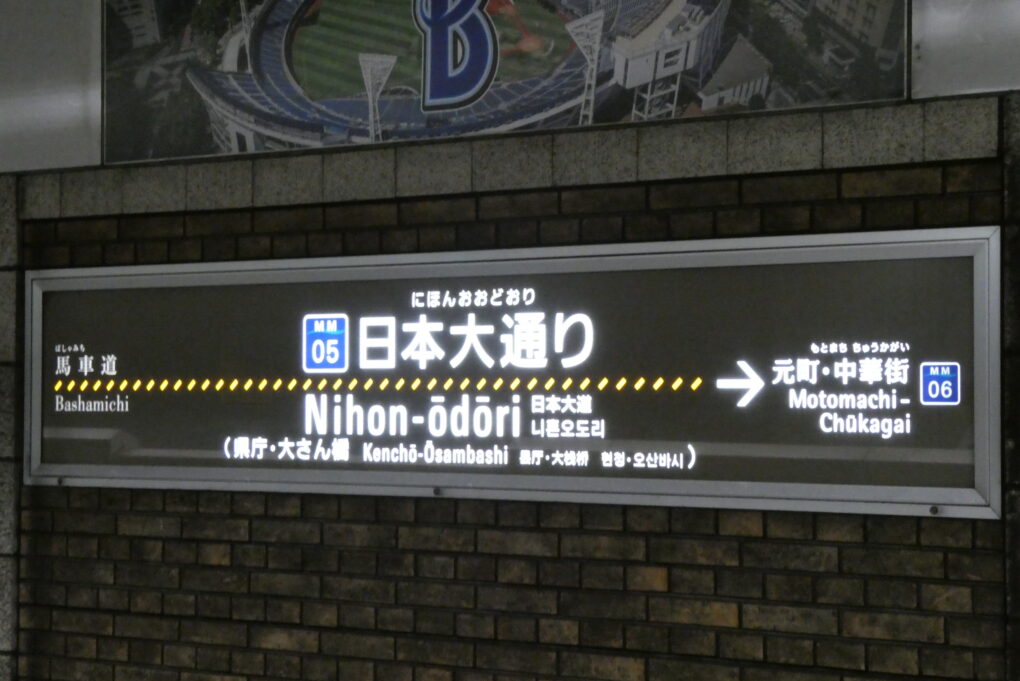 B
にほんおおどおり
MM
05
日本大通り
ばしゃみち
馬車道
Bashamichi
Nihon-ōdōri
日本大道
니혼오도리
(県庁・大さん橋 Kenchō-Ōsambashi 県庁・大栈桥 현청・오산바시)
もとまち ちゅうかがい
元町・中華街
Motomachi-
Chūkagai
MM
06